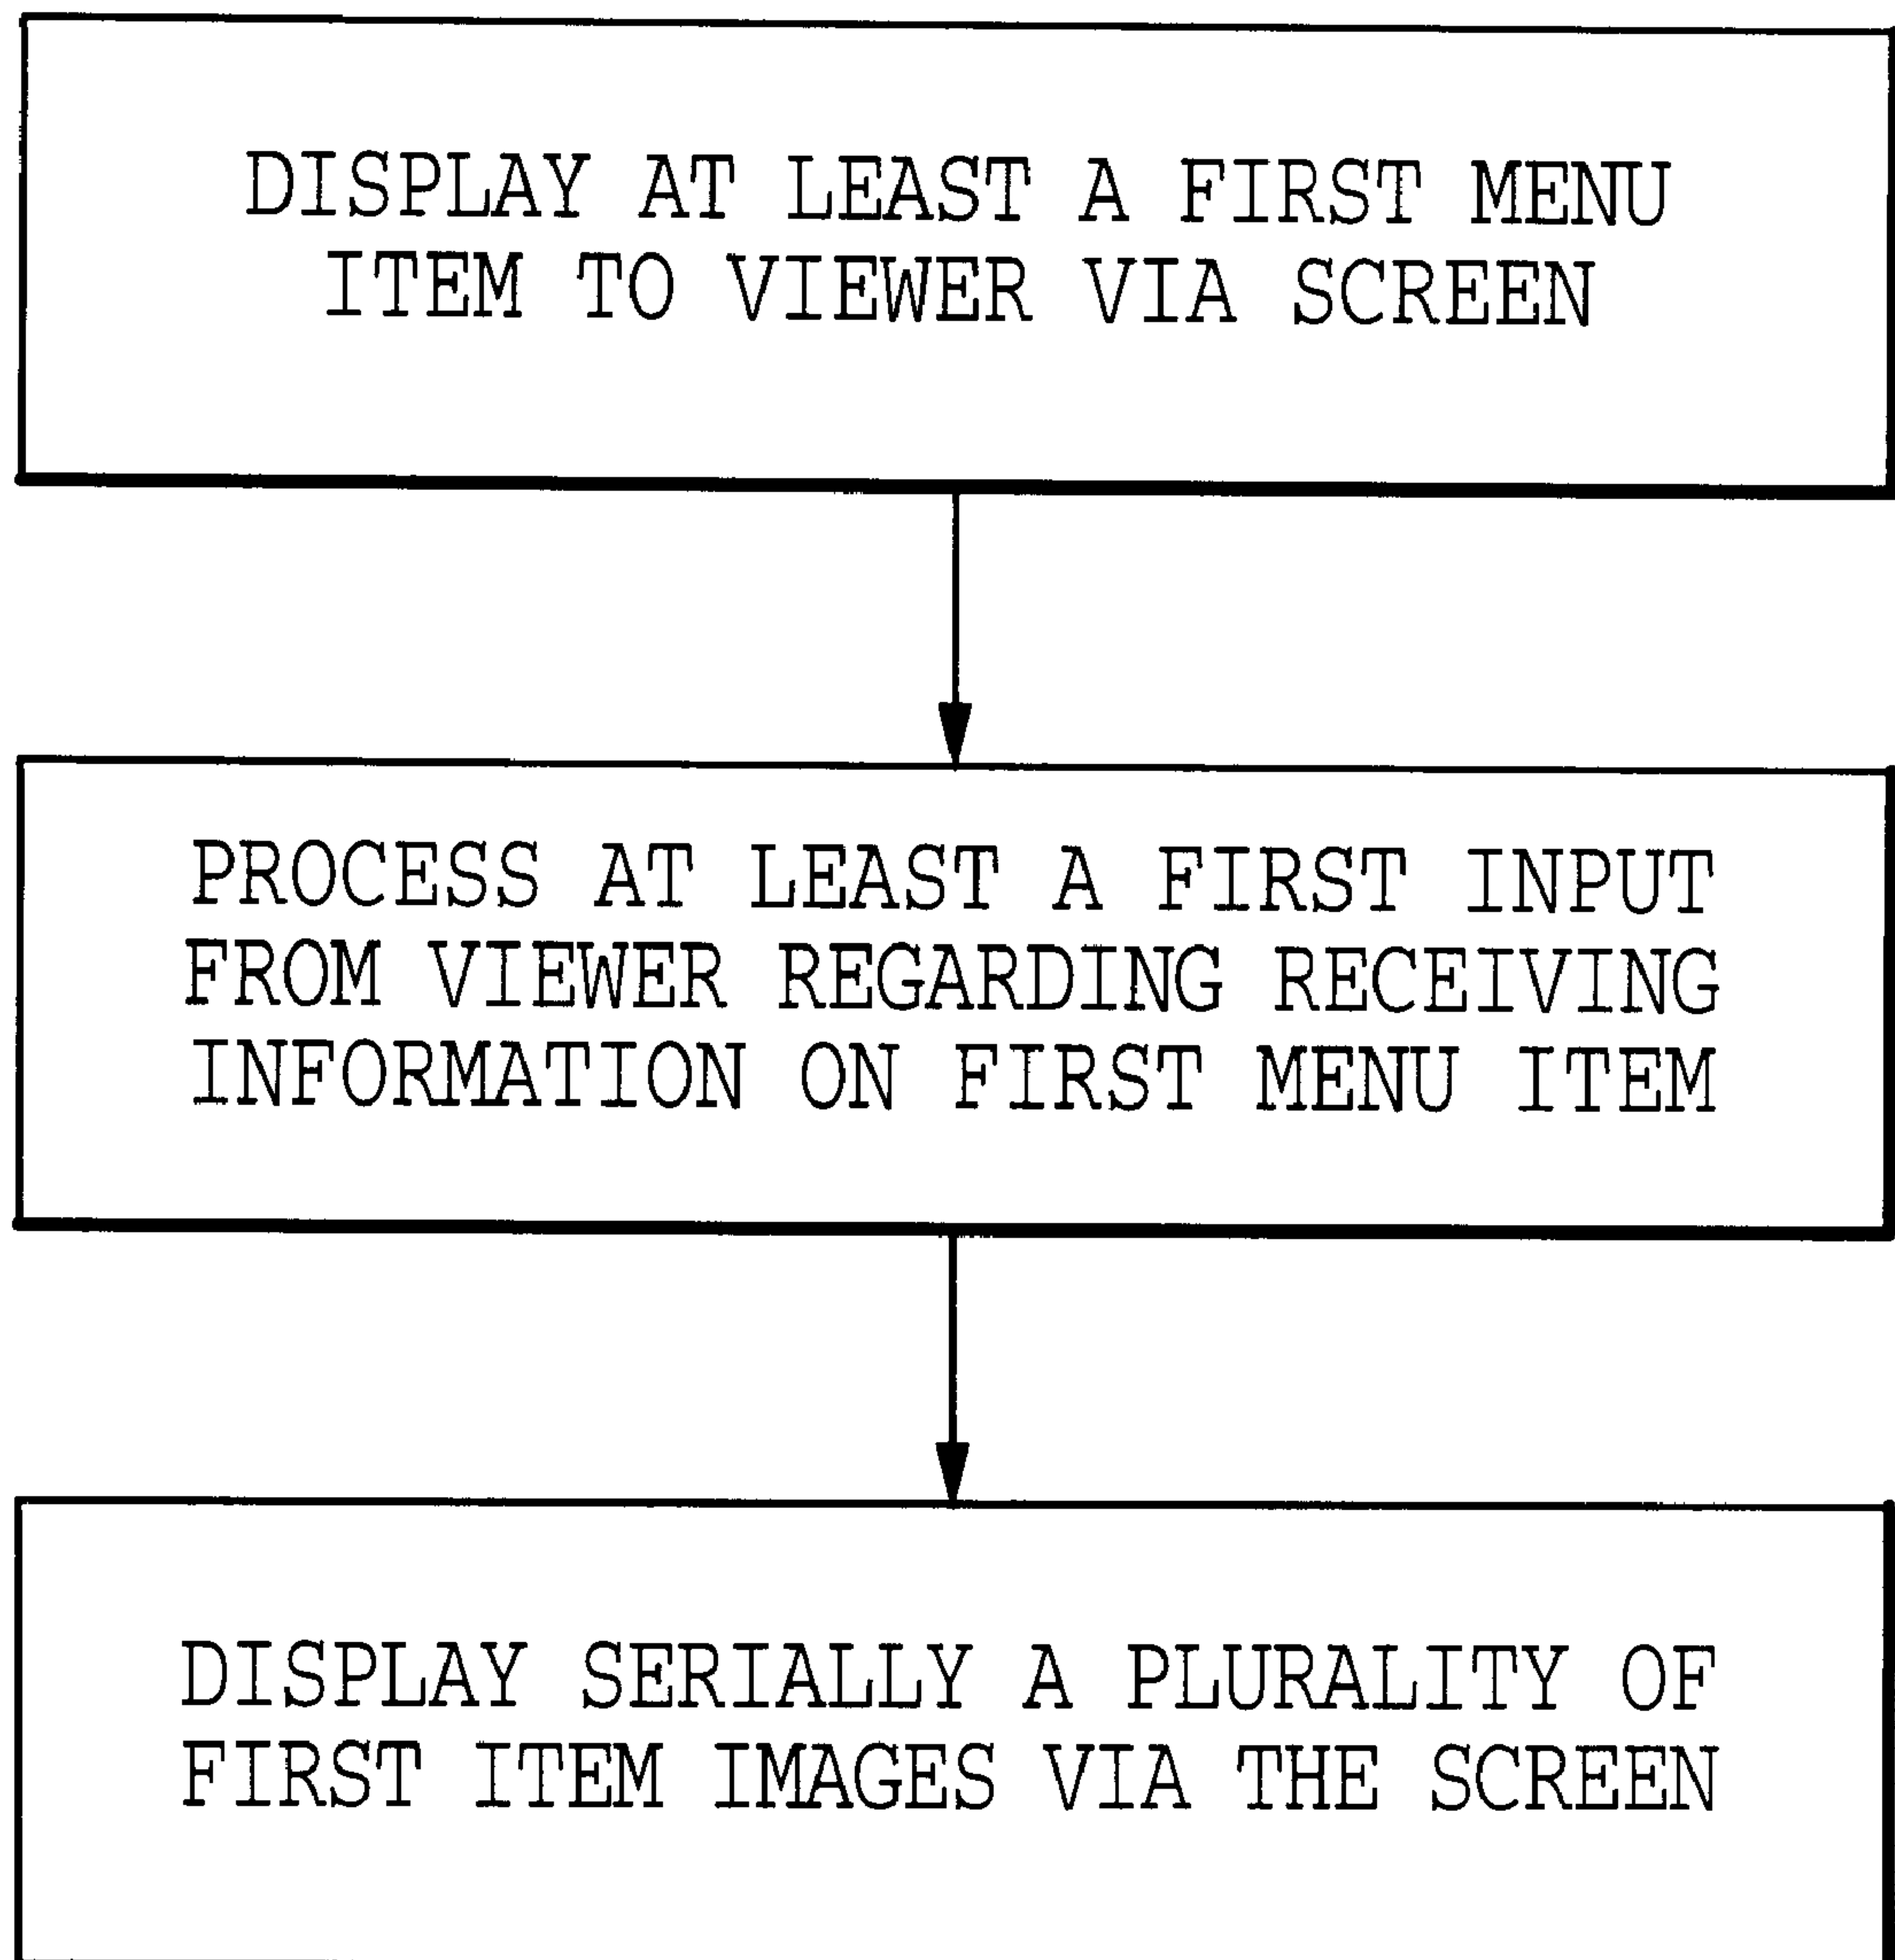 DISPLAY AT LEAST A FIRST MENU
ITEM TO VIEWER VIA SCREEN
PROCESS AT LEAST A FIRST INPUT
FROM VIEWER REGARDING RECEIVING
INFORMATION ON FIRST MENU ITEM
DISPLAY SERIALLY A PLURALITY OF
FIRST ITEM IMAGES VIA THE SCREEN